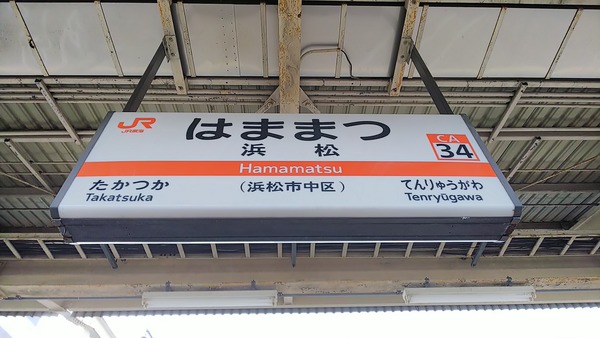 JR
JR東海
はままつ
浜松
Hamamatsu
(浜松市中区)
CA
34
たかつか
Takatsuka
てんりゅうがわ
Tenryūgawa